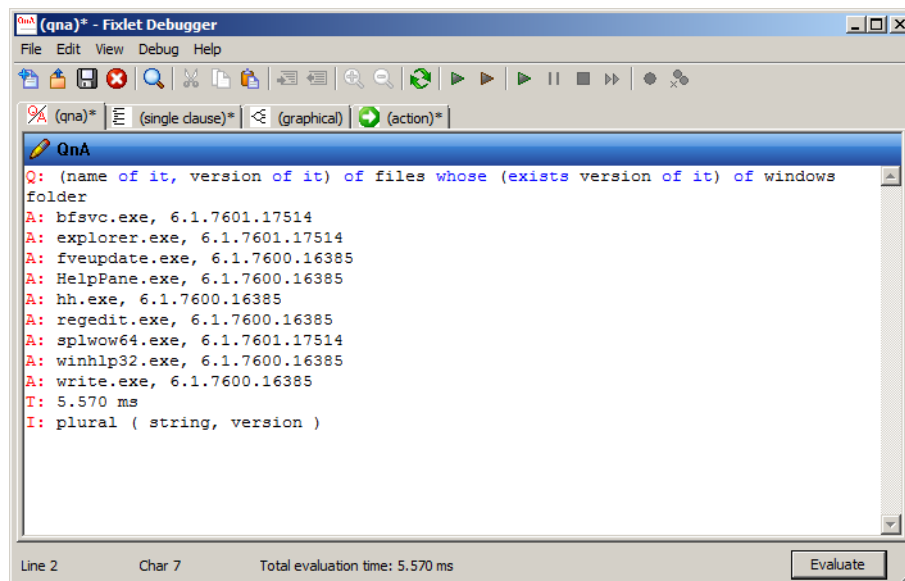 QnA (qna)* - Fixlet Debugger
File Edit View Debug Help
Q/A (qna)* (single clause)* (graphical) (action)*
QnA
Q: (name of it, version of it) of files whose (exists version of it) of windows
folder
A: bfsvc.exe, 6.1.7601.17514
A: explorer.exe, 6.1.7601.17514
A: fveupdate.exe, 6.1.7600.16385
A: HelpPane.exe, 6.1.7600.16385
A: hh.exe, 6.1.7600.16385
A: regedit.exe, 6.1.7600.16385
A: splwow64.exe, 6.1.7601.17514
A: winhlp32.exe, 6.1.7600.16385
A: write.exe, 6.1.7600.16385
T: 5.570 ms
I: plural ( string, version )
Line 2 Char 7 Total evaluation time: 5.570 ms Evaluate